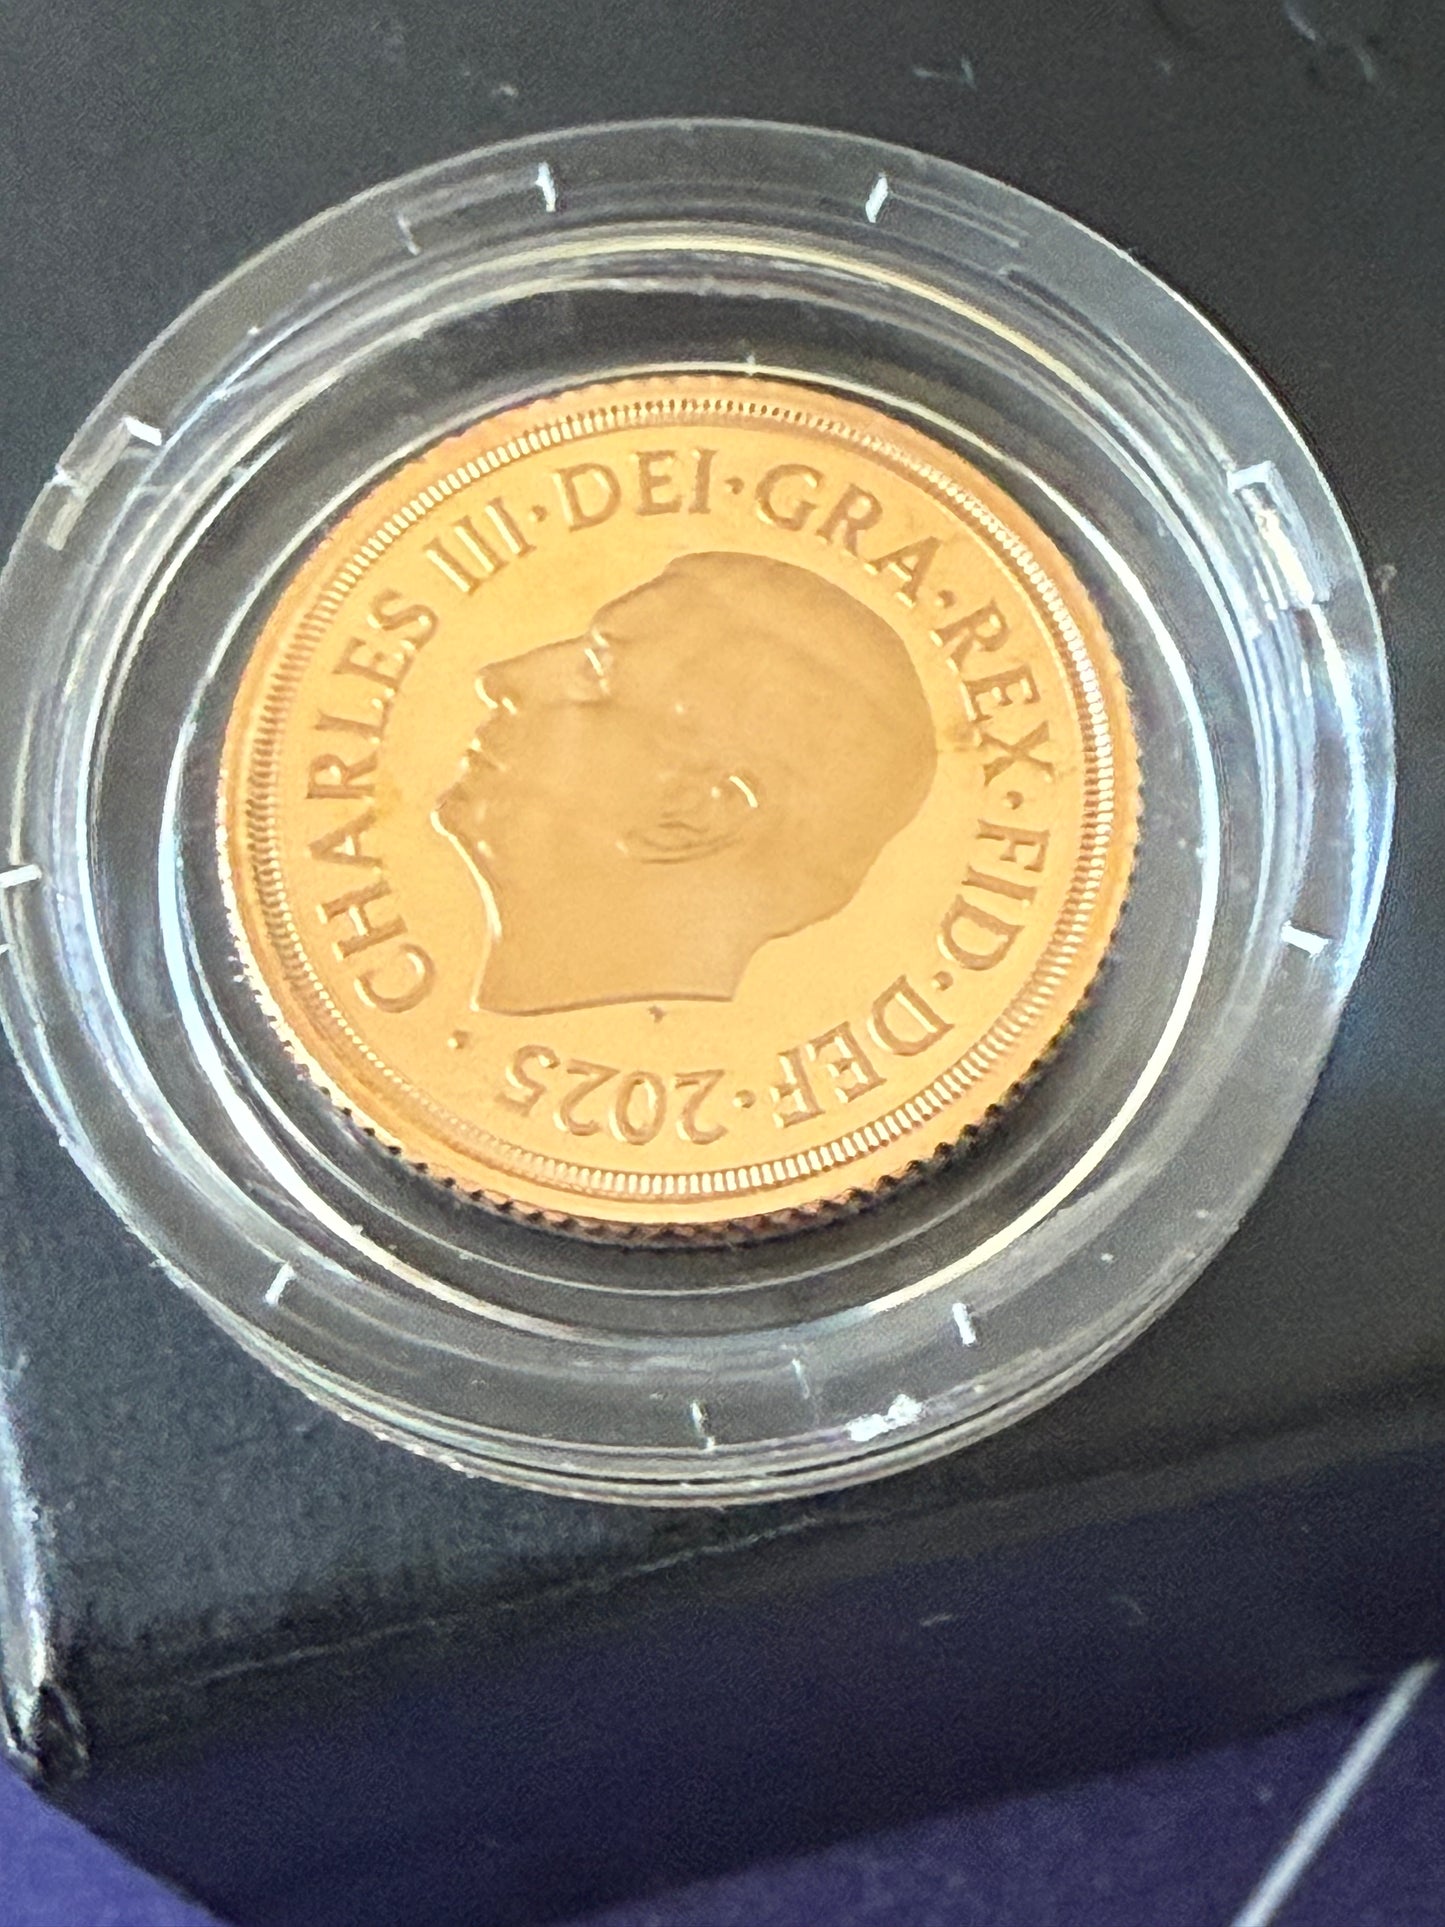 CHARLES III · DEI · GRA · REX · FID · DEF · 2025 ·